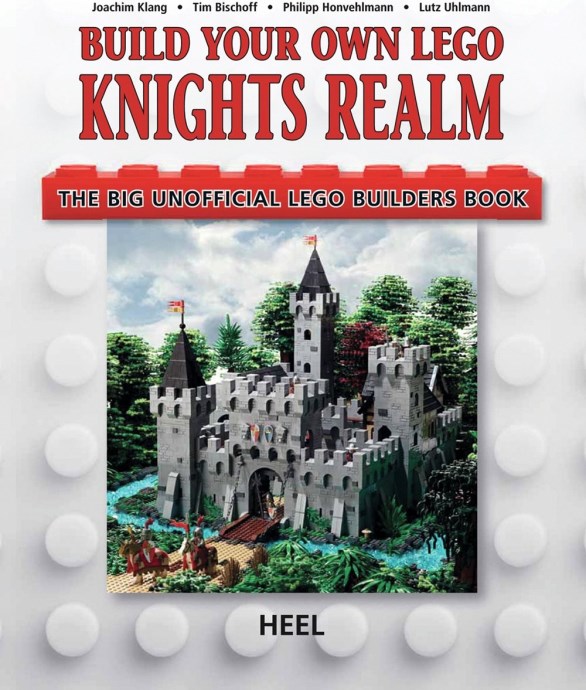 Joachim Klang • Tim Bischoff • Philipp Honvehlmann • Lutz Uhlmann
BUILD YOUR OWN LEGO
KNIGHTS REALM
THE BIG UNOFFICIAL LEGO BUILDERS BOOK
HEEL